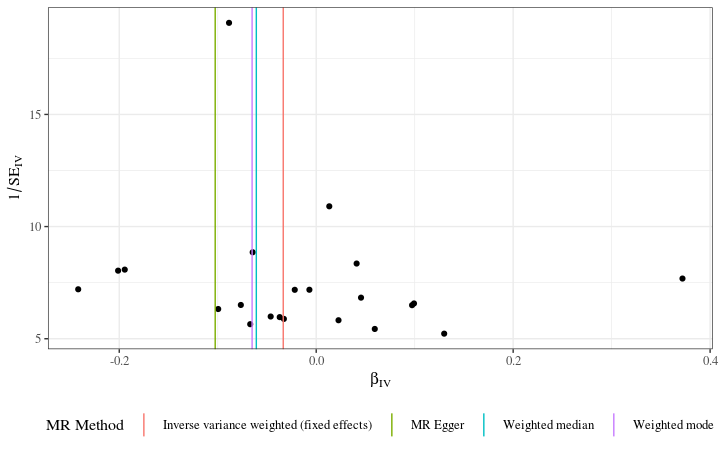 15
10
5
1/SE_IV
-0.2 0.0 0.2 0.4
β_IV
MR Method Inverse variance weighted (fixed effects) MR Egger Weighted median Weighted mode